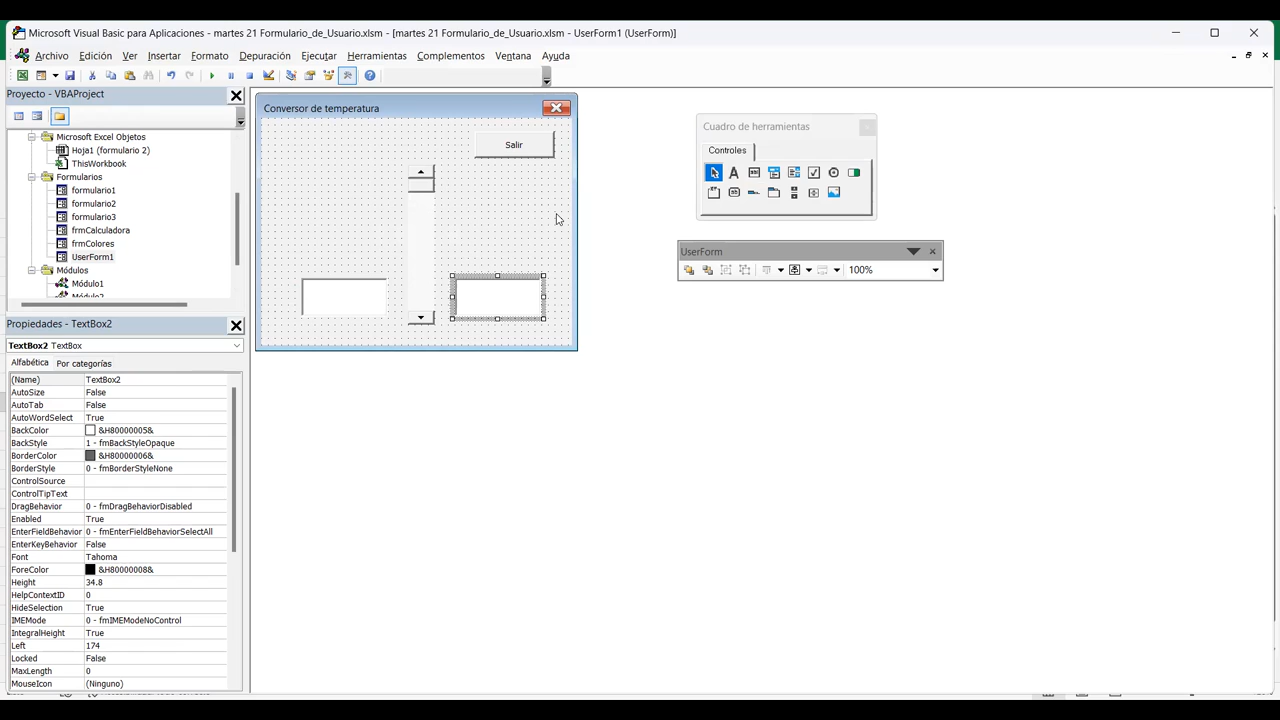 Microsoft Visual Basic para Aplicaciones - martes 21 Formulario_de_Usuario.xlsm - [martes 21 Formulario_de_Usuario.xlsm - UserForm1 (UserForm)]
Archivo Edición Ver Insertar Formato Depuración Ejecutar Herramientas Complementos Ventana Ayuda
Proyecto - VBAProject
Microsoft Excel Objetos
Hoja1 (formulario 2)
ThisWorkbook
Formularios
formulario1
formulario2
formulario3
frmCalculadora
frmColores
UserForm1
Módulos
Módulo1
Módulo2
Propiedades - TextBox2
TextBox2 TextBox
Alfabética Por categorías
(Name) TextBox2
AutoSize False
AutoTab False
AutoWordSelect True
BackColor &H80000005&
BackStyle 1 - fmBackStyleOpaque
BorderColor &H80000006&
BorderStyle 0 - fmBorderStyleNone
ControlSource
ControlTipText
DragBehavior 0 - fmDragBehaviorDisabled
Enabled True
EnterFieldBehavior 0 - fmEnterFieldBehaviorSelectAll
EnterKeyBehavior False
Font Tahoma
ForeColor &H80000008&
Height 34.8
HelpContextID 0
HideSelection True
IMEMode 0 - fmIMEModeNoControl
IntegralHeight True
Left 174
Locked False
MaxLength 0
MouseIcon (Ninguno)
Conversor de temperatura
Salir
Cuadro de herramientas
Controles
A
UserForm
100%